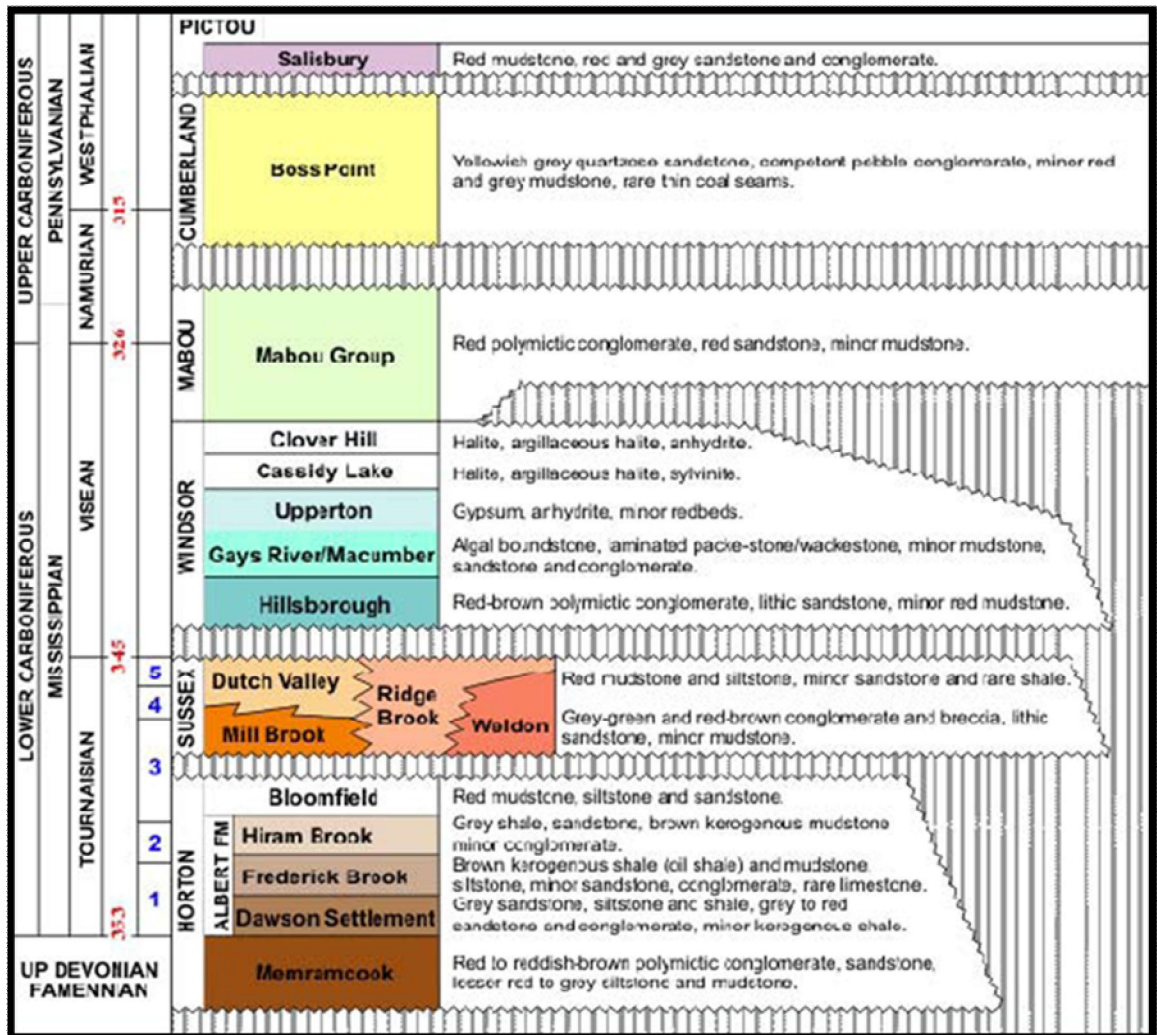 PICTOU
Salisbury
Red mudstone, red and grey sandstone and conglomerate.
UPPER CARBONIFEROUS
PENNSYLVANIAN
WESTPHALIAN
CUMBERLAND
Boss Point
Yellowish grey quartzose sandstone, competent pebble conglomerate, minor red
and grey mudstone, rare thin coal seams.
315
NAMURIAN
326
MABOU
Mabou Group
Red polymictic conglomerate, red sandstone, minor mudstone.
LOWER CARBONIFEROUS
MISSISSIPPIAN
VISEAN
WINDSOR
Clover Hill
Halite, argillaceous halite, anhydrite.
Cassidy Lake
Halite, argillaceous halite, sylvinite.
Upperton
Gypsum, anhydrite, minor redbeds.
Gays River/Macumber
Algal boundstone, laminated packe-stone/wackestone, minor mudstone,
sandstone and conglomerate.
Hillsborough
Red-brown polymictic conglomerate, lithic sandstone, minor red mudstone.
345
TOURNAISIAN
5
4
3
2
1
SUSSEX
Dutch Valley
Mill Brook
Ridge
Brook
Weldon
Red mudstone and siltstone, minor sandstone and rare shale.
Grey-green and red-brown conglomerate and breccia, lithic
sandstone, minor mudstone.
HORTON
Bloomfield
Red mudstone, siltstone and sandstone.
ALBERT FM
Hiram Brook
Grey shale, sandstone, brown kerogenous mudstone
minor conglomerate.
Frederick Brook
Brown kerogenous shale (oil shale) and mudstone
siltstone, minor sandstone, conglomerate, rare limestone.
Dawson Settlement
Grey sandstone, siltstone and shale, grey to red
sandstone and conglomerate, minor kerogenous shale.
353
UP DEVONIAN
FAMENNIAN
Memramcook
Red to reddish-brown polymictic conglomerate, sandstone,
lesser red to grey siltstone and mudstone.